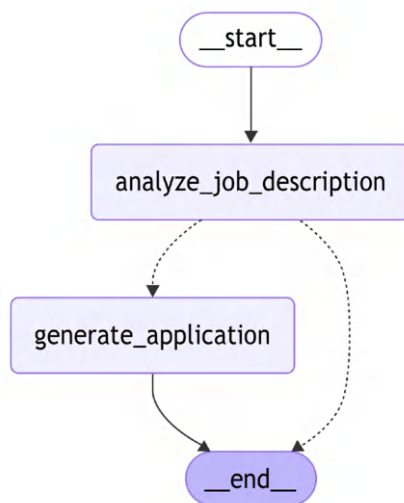 __start__
analyze_job_description
generate_application
__end__